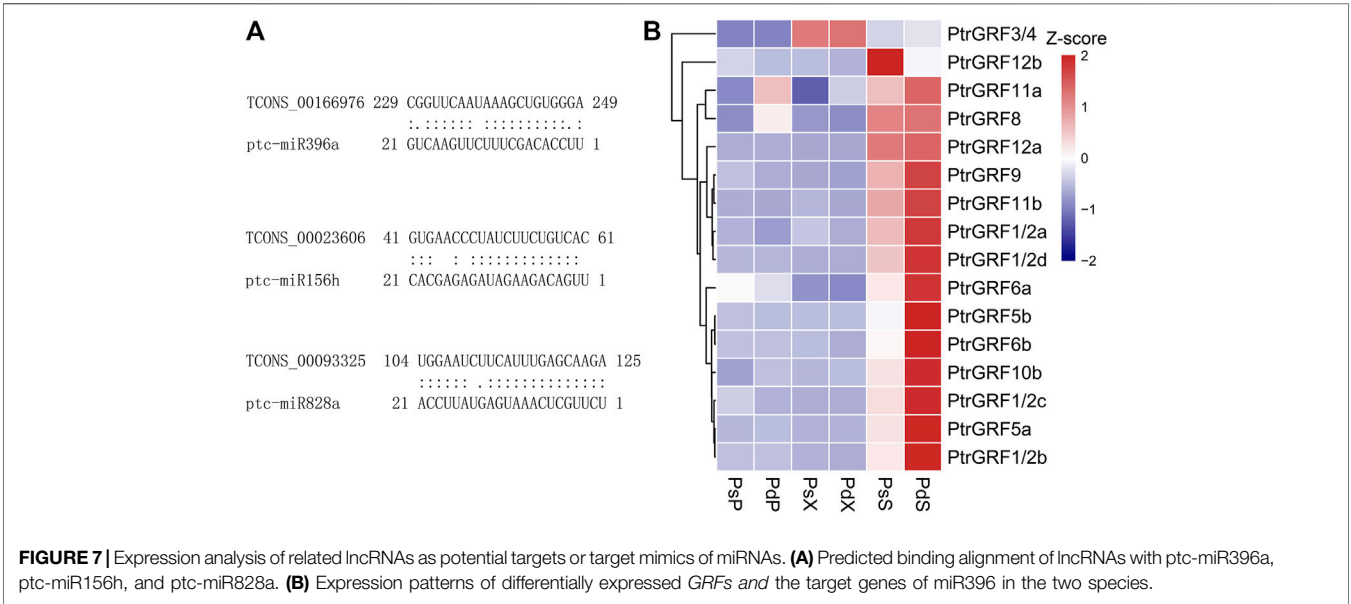 A
TCONS_00166976 229 CGGUUCAAUAAAGCUGUGGGA 249
:.:::::: ::::::::::.:
ptc-miR396a 21 GUCAAGUUCUUUCGACACCUU 1
TCONS_00023606 41 GUGAACCCUAUCUUCUGUCAC 61
::: : :::::::::::::
ptc-miR156h 21 CACGAGAGAUAGAAGACAGUU 1
TCONS_00093325 104 UGGAAUCUUCAUUUGAGCAAGA 125
:::::: .::::::::::::::
ptc-miR828a 21 ACCUUAUGAGUAAACUCGUUCU 1
B
PtrGRF3/4
PtrGRF12b
PtrGRF11a
PtrGRF8
PtrGRF12a
PtrGRF9
PtrGRF11b
PtrGRF1/2a
PtrGRF1/2d
PtrGRF6a
PtrGRF5b
PtrGRF6b
PtrGRF10b
PtrGRF1/2c
PtrGRF5a
PtrGRF1/2b
PsP
PdP
PsX
PdX
PsS
PdS
Z-score
2
1
0
−1
−2
FIGURE 7 | Expression analysis of related lncRNAs as potential targets or target mimics of miRNAs. (A) Predicted binding alignment of lncRNAs with ptc-miR396a,
ptc-miR156h, and ptc-miR828a. (B) Expression patterns of differentially expressed GRFs and the target genes of miR396 in the two species.